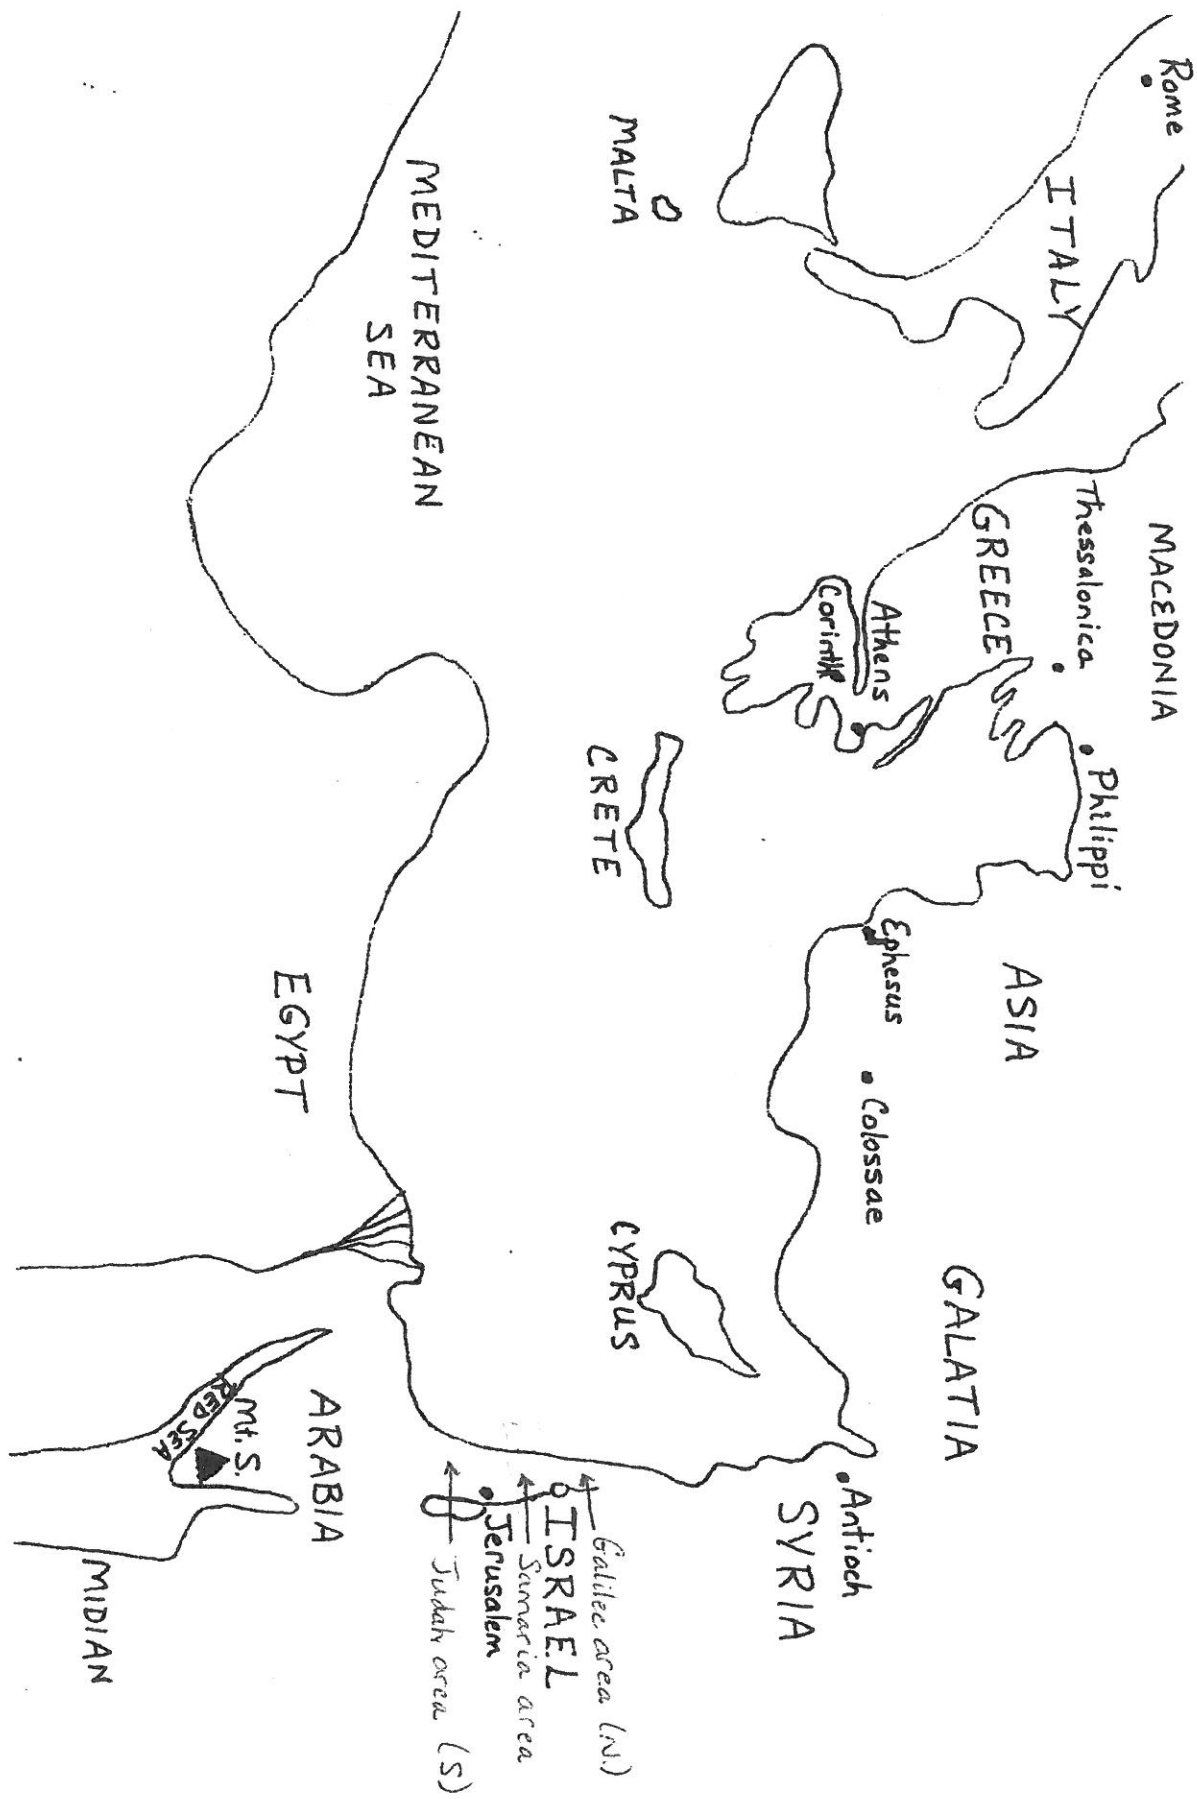 Rome
ITALY
MALTA
MEDITERRANEAN
SEA
MACEDONIA
Thessalonica
GREECE
Philippi
Athens
Corinth
CRETE
ASIA
Ephesus
Colossae
GALATIA
CYPRUS
EGYPT
Antioch
SYRIA
Galilee area (N.)
ISRAEL
Samaria area
Jerusalem
Judah area (S)
ARABIA
Mt. S.
RED SEA
MIDIAN